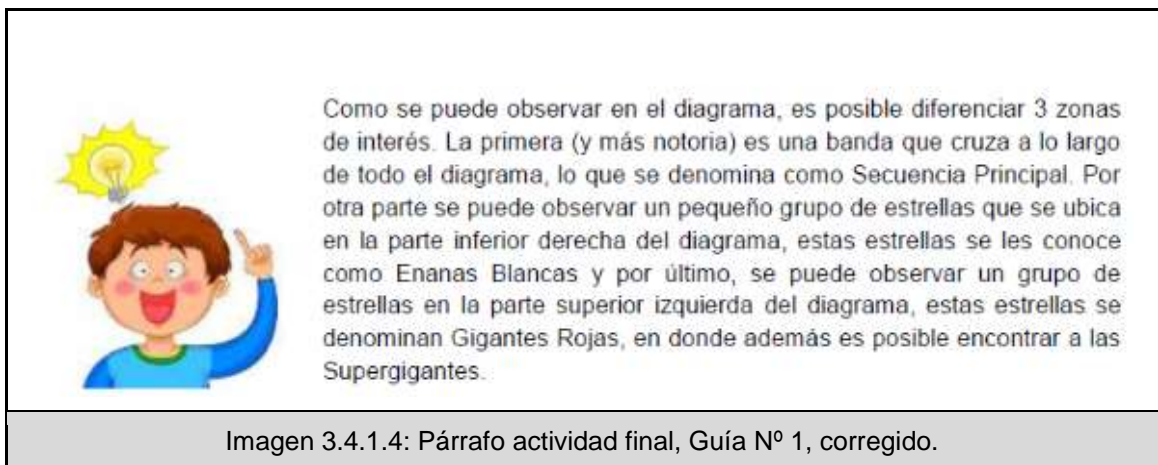 Como se puede observar en el diagrama, es posible diferenciar 3 zonas
de interés. La primera (y más notoria) es una banda que cruza a lo largo
de todo el diagrama, lo que se denomina como Secuencia Principal. Por
otra parte se puede observar un pequeño grupo de estrellas que se ubica
en la parte inferior derecha del diagrama, estas estrellas se les conoce
como Enanas Blancas y por último, se puede observar un grupo de
estrellas en la parte superior izquierda del diagrama, estas estrellas se
denominan Gigantes Rojas, en donde además es posible encontrar a las
Supergigantes.
Imagen 3.4.1.4: Párrafo actividad final, Guía Nº 1, corregido.